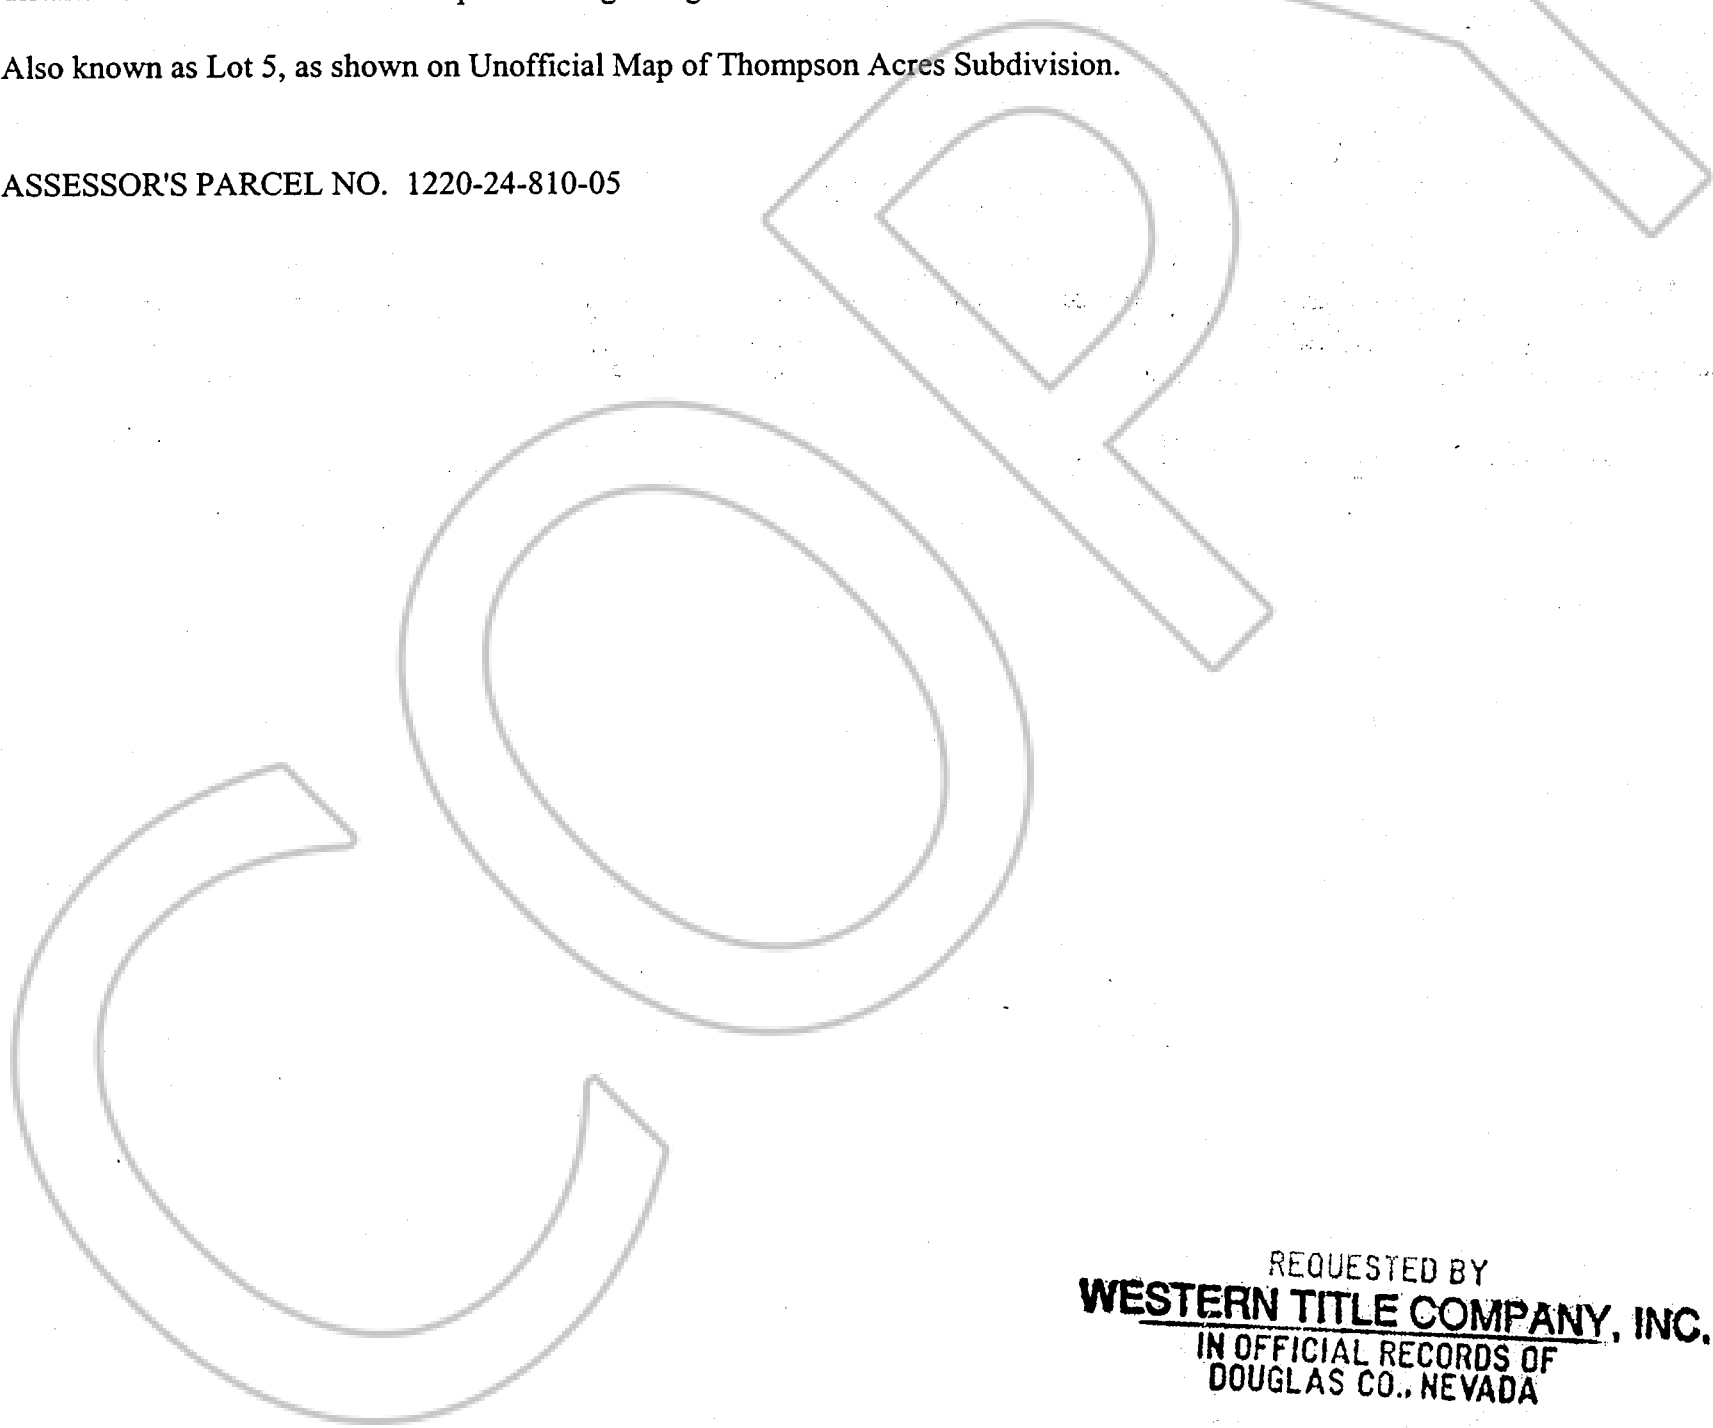 Also known as Lot 5, as shown on Unofficial Map of Thompson Acres Subdivision.
ASSESSOR'S PARCEL NO. 1220-24-810-05
COPY
REQUESTED BY
WESTERN TITLE COMPANY, INC.
IN OFFICIAL RECORDS OF
DOUGLAS CO., NEVADA